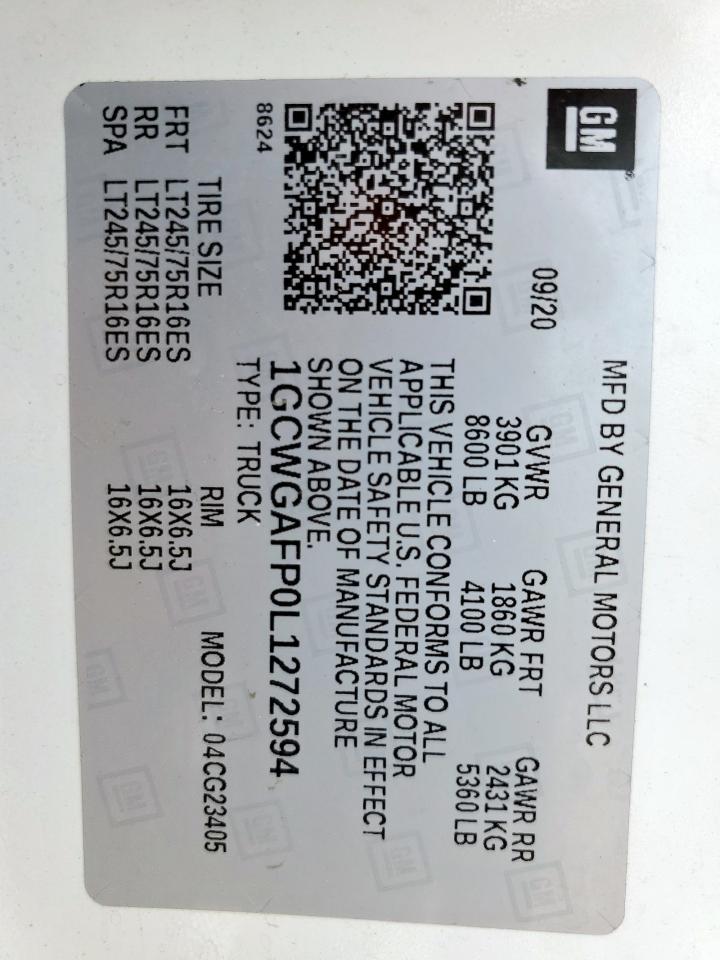 GM
MFD BY GENERAL MOTORS LLC
09/20
GVWR GAWR FRT GAWR RR
3901 KG 1860 KG 2431 KG
8600 LB 4100 LB 5360 LB
THIS VEHICLE CONFORMS TO ALL
APPLICABLE U.S. FEDERAL MOTOR
VEHICLE SAFETY STANDARDS IN EFFECT
ON THE DATE OF MANUFACTURE
SHOWN ABOVE.
1GCWGAFP0L1272594
TYPE: TRUCK
8624
TIRE SIZE RIM MODEL: 04CG23405
FRT LT245/75R16ES 16X6.5J
RR LT245/75R16ES 16X6.5J
SPA LT245/75R16ES 16X6.5J